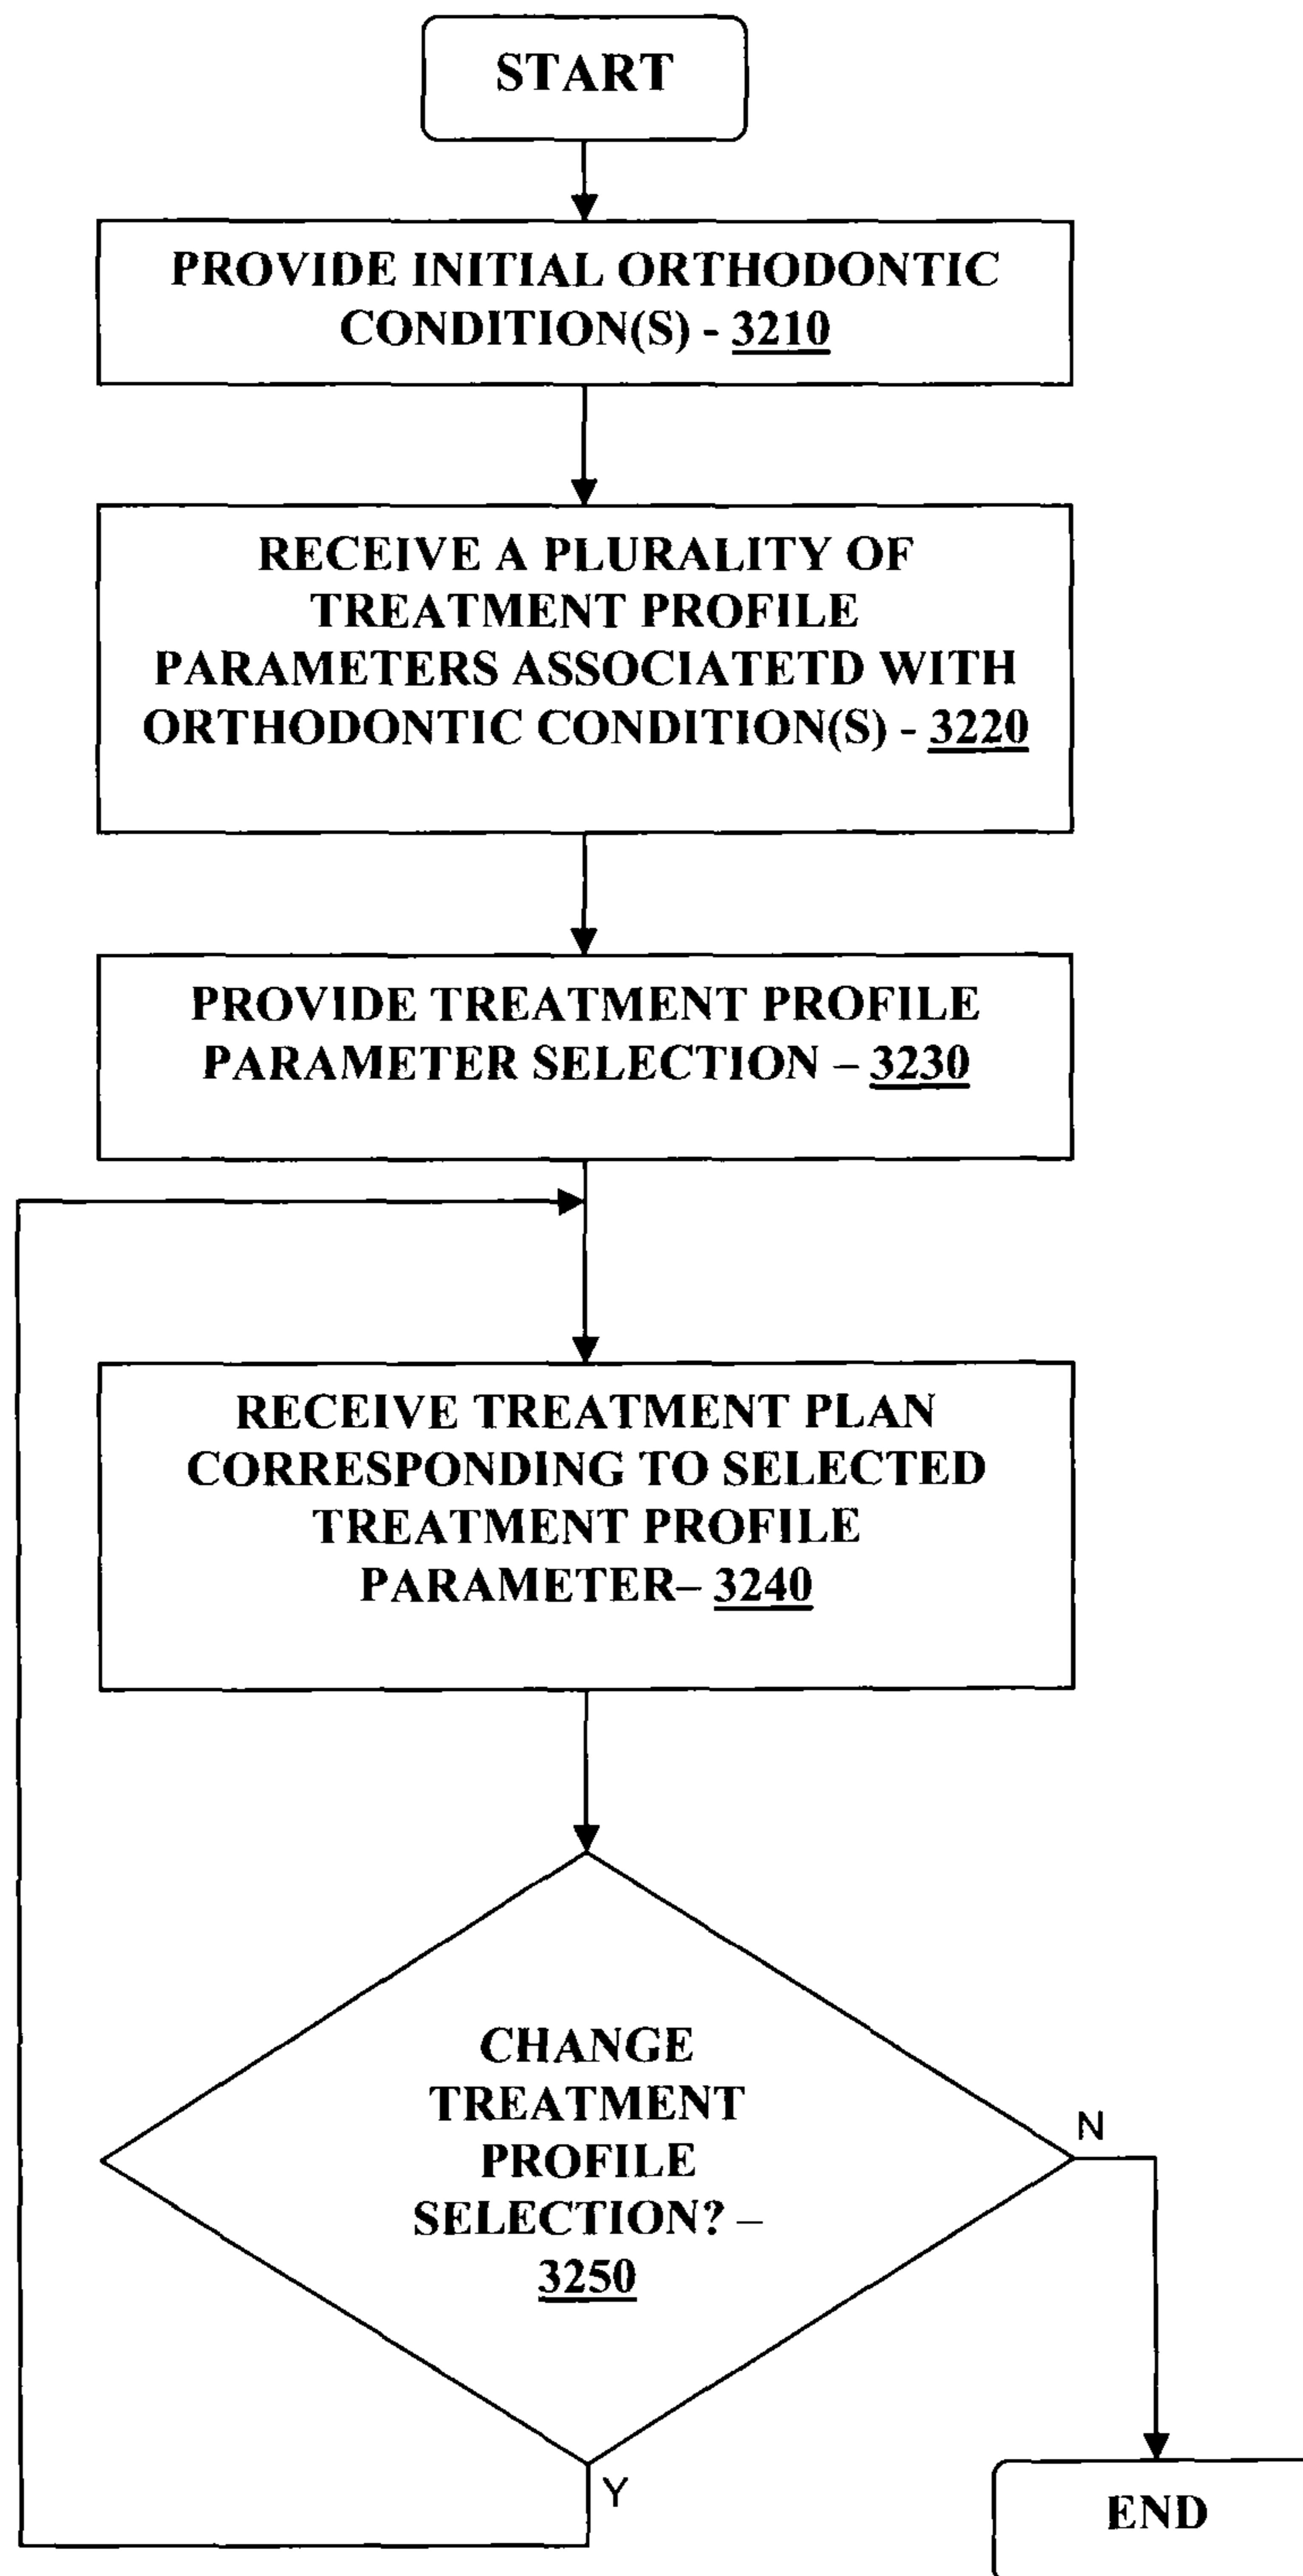 START
PROVIDE INITIAL ORTHODONTIC
CONDITION(S) - 3210
RECEIVE A PLURALITY OF
TREATMENT PROFILE
PARAMETERS ASSOCIATETD WITH
ORTHODONTIC CONDITION(S) - 3220
PROVIDE TREATMENT PROFILE
PARAMETER SELECTION – 3230
RECEIVE TREATMENT PLAN
CORRESPONDING TO SELECTED
TREATMENT PROFILE
PARAMETER– 3240
CHANGE
TREATMENT
PROFILE
SELECTION? –
3250
N
Y
END